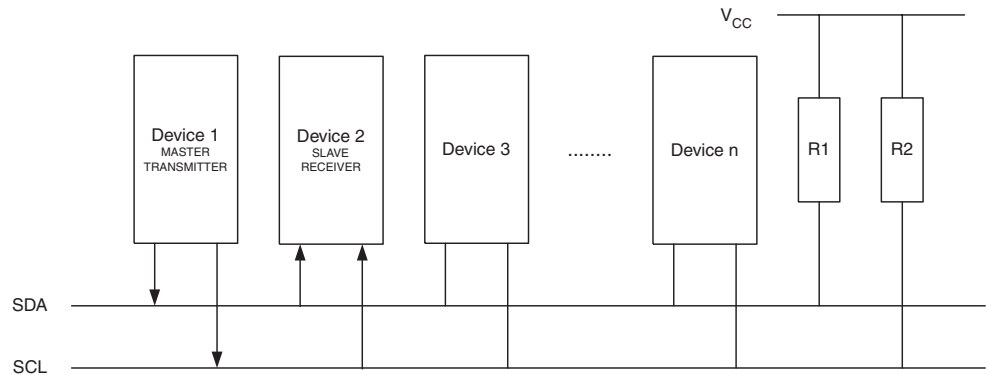 V_CC
Device 1
MASTER
TRANSMITTER
Device 2
SLAVE
RECEIVER
Device 3
........
Device n
R1
R2
SDA
SCL